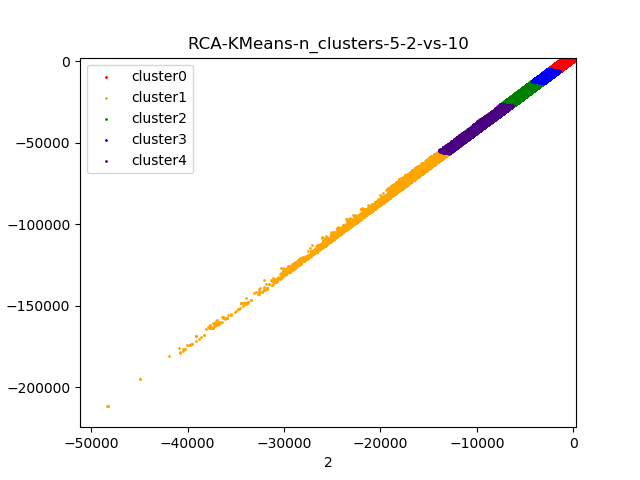 RCA-KMeans-n_clusters-5-2-vs-10
0
−50000
−100000
−150000
−200000
cluster0
cluster1
cluster2
cluster3
cluster4
−50000 −40000 −30000 −20000 −10000 0
2